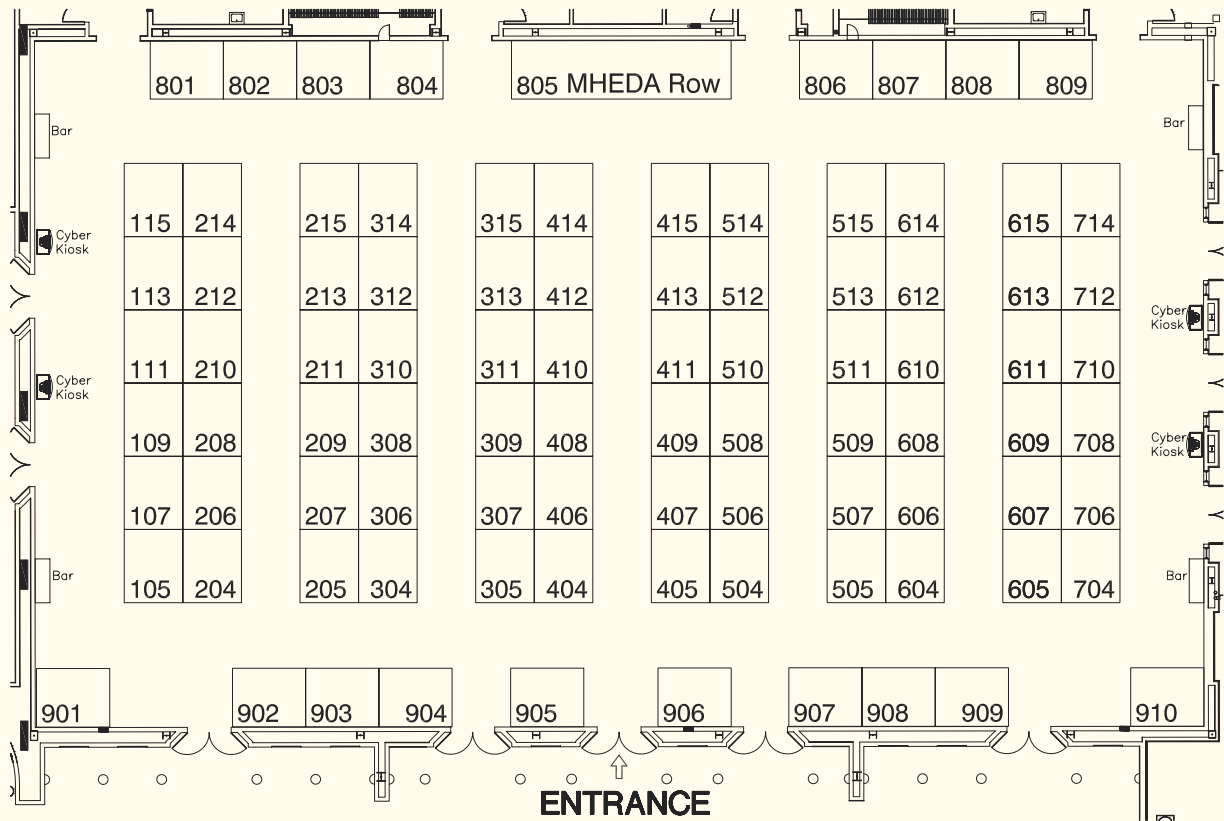 801 802 803 804 805 MHEDA Row 806 807 808 809
Bar Bar
115 214 215 314 315 414 415 514 515 614 615 714
Cyber
Kiosk
113 212 213 312 313 412 413 512 513 612 613 712
Cyber
Kiosk
111 210 211 310 311 410 411 510 511 610 611 710
Cyber
Kiosk
109 208 209 308 309 408 409 508 509 608 609 708
Cyber
Kiosk
107 206 207 306 307 406 407 506 507 606 607 706
Bar Bar
105 204 205 304 305 404 405 504 505 604 605 704
901 902 903 904 905 906 907 908 909 910
ENTRANCE